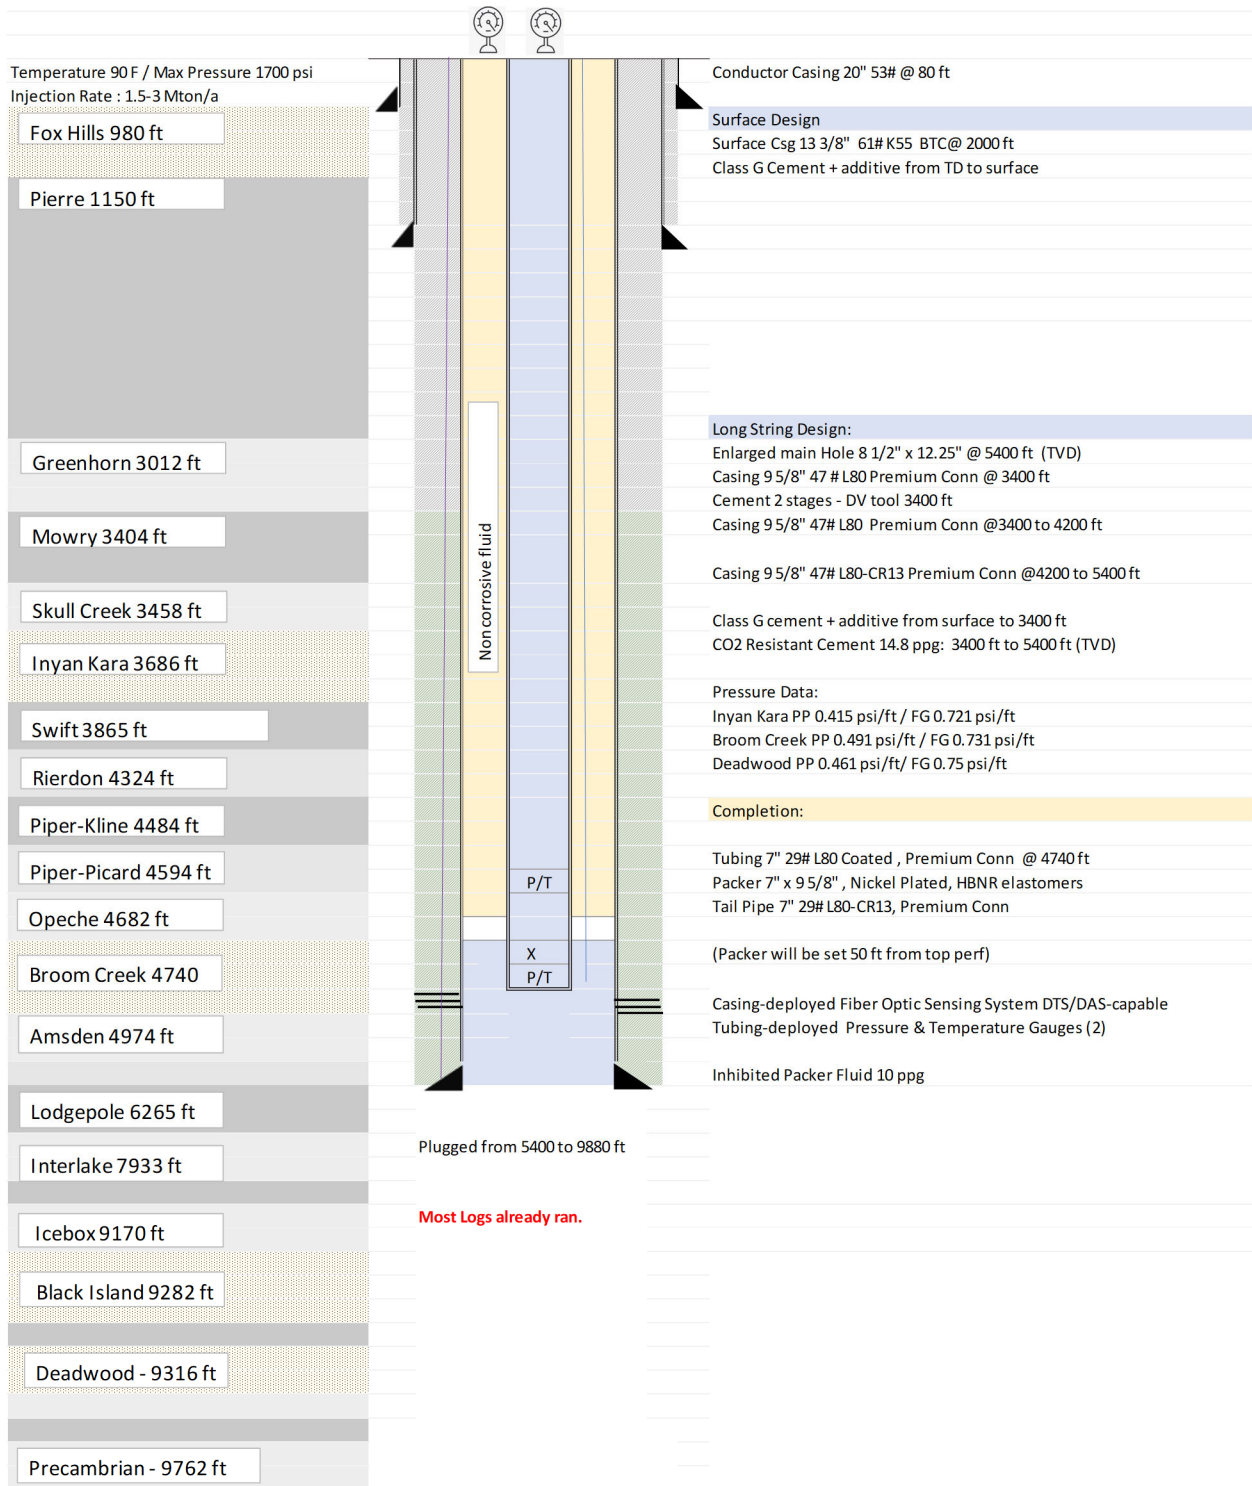 Temperature 90 F / Max Pressure 1700 psi
Injection Rate : 1.5-3 Mton/a
Fox Hills 980 ft
Pierre 1150 ft
Greenhorn 3012 ft
Mowry 3404 ft
Skull Creek 3458 ft
Inyan Kara 3686 ft
Swift 3865 ft
Rierdon 4324 ft
Piper-Kline 4484 ft
Piper-Picard 4594 ft
Opeche 4682 ft
Broom Creek 4740
Amsden 4974 ft
Lodgepole 6265 ft
Interlake 7933 ft
Icebox 9170 ft
Black Island 9282 ft
Deadwood - 9316 ft
Precambrian - 9762 ft
Non corrosive fluid
P/T
X
P/T
Plugged from 5400 to 9880 ft
Most Logs already ran.
Conductor Casing 20" 53# @ 80 ft
Surface Design
Surface Csg 13 3/8" 61# K55 BTC@ 2000 ft
Class G Cement + additive from TD to surface
Long String Design:
Enlarged main Hole 8 1/2" x 12.25" @ 5400 ft (TVD)
Casing 9 5/8" 47 # L80 Premium Conn @ 3400 ft
Cement 2 stages - DV tool 3400 ft
Casing 9 5/8" 47# L80 Premium Conn @3400 to 4200 ft
Casing 9 5/8" 47# L80-CR13 Premium Conn @4200 to 5400 ft
Class G cement + additive from surface to 3400 ft
CO2 Resistant Cement 14.8 ppg: 3400 ft to 5400 ft (TVD)
Pressure Data:
Inyan Kara PP 0.415 psi/ft / FG 0.721 psi/ft
Broom Creek PP 0.491 psi/ft / FG 0.731 psi/ft
Deadwood PP 0.461 psi/ft/ FG 0.75 psi/ft
Completion:
Tubing 7" 29# L80 Coated , Premium Conn @ 4740 ft
Packer 7" x 9 5/8" , Nickel Plated, HBNR elastomers
Tail Pipe 7" 29# L80-CR13, Premium Conn
(Packer will be set 50 ft from top perf)
Casing-deployed Fiber Optic Sensing System DTS/DAS-capable
Tubing-deployed Pressure & Temperature Gauges (2)
Inhibited Packer Fluid 10 ppg